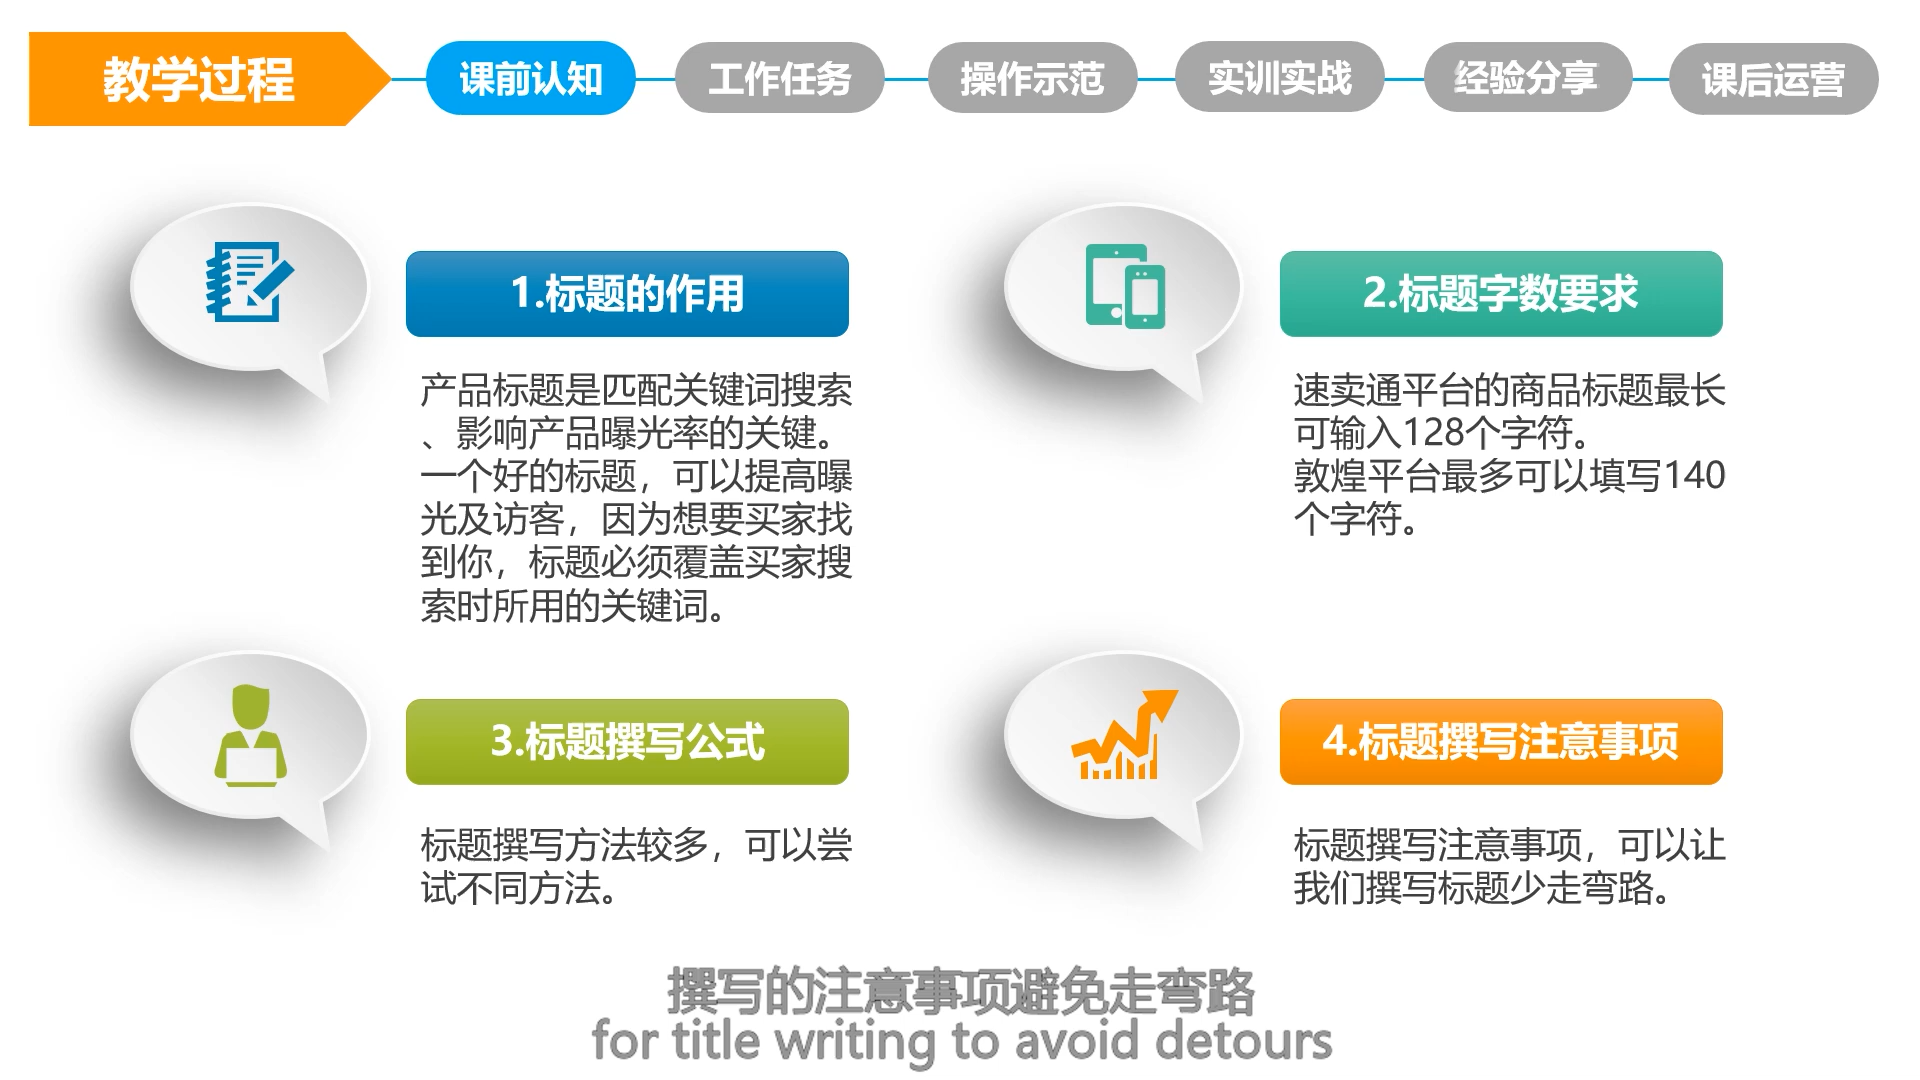 教学过程
课前认知
工作任务
操作示范
实训实战
经验分享
课后运营
1.标题的作用
产品标题是匹配关键词搜索
、影响产品曝光率的关键。
一个好的标题，可以提高曝
光及访客，因为想要买家找
到你，标题必须覆盖买家搜
索时所用的关键词。
2.标题字数要求
速卖通平台的商品标题最长
可输入128个字符。
敦煌平台最多可以填写140
个字符。
3.标题撰写公式
标题撰写方法较多，可以尝
试不同方法。
4.标题撰写注意事项
标题撰写注意事项，可以让
我们撰写标题少走弯路。
撰写的注意事项避免走弯路
for title writing to avoid detours